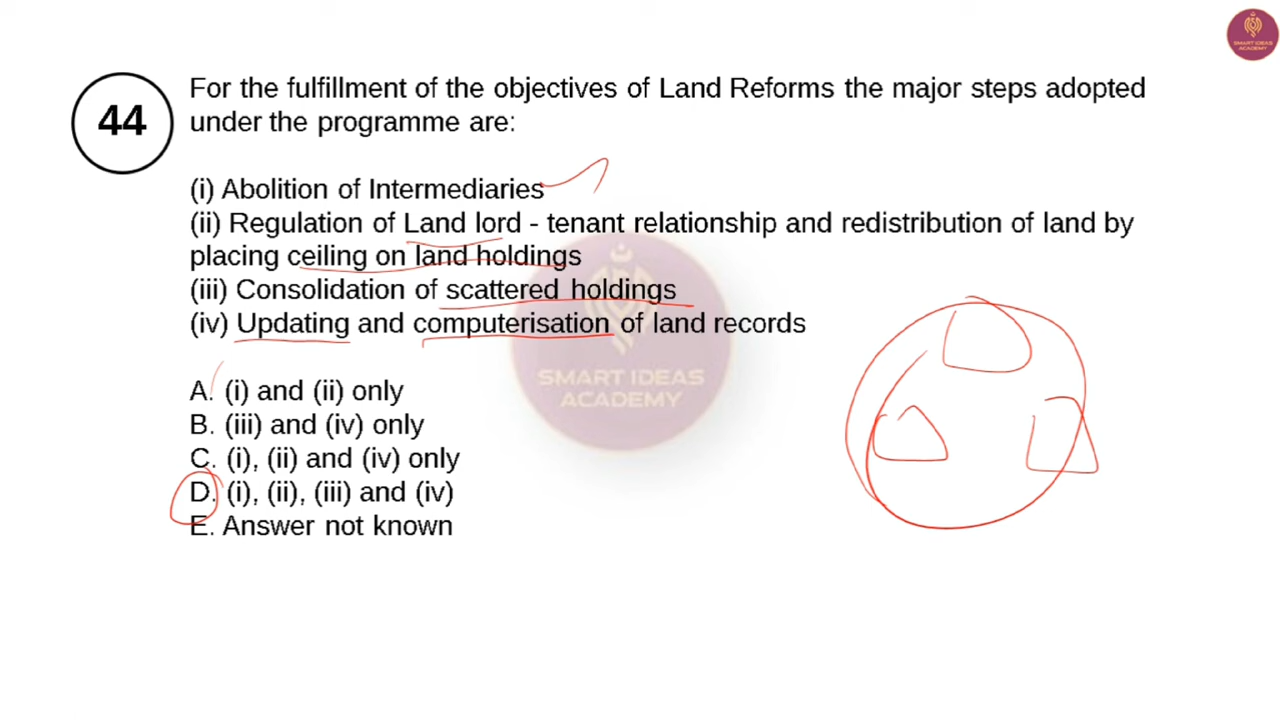 SMART IDEAS
ACADEMY
44
For the fulfillment of the objectives of Land Reforms the major steps adopted
under the programme are:
(i) Abolition of Intermediaries
(ii) Regulation of Land lord - tenant relationship and redistribution of land by
placing ceiling on land holdings
(iii) Consolidation of scattered holdings
(iv) Updating and computerisation of land records
SMART IDEAS
ACADEMY
A. (i) and (ii) only
B. (iii) and (iv) only
C. (i), (ii) and (iv) only
D. (i), (ii), (iii) and (iv)
E. Answer not known